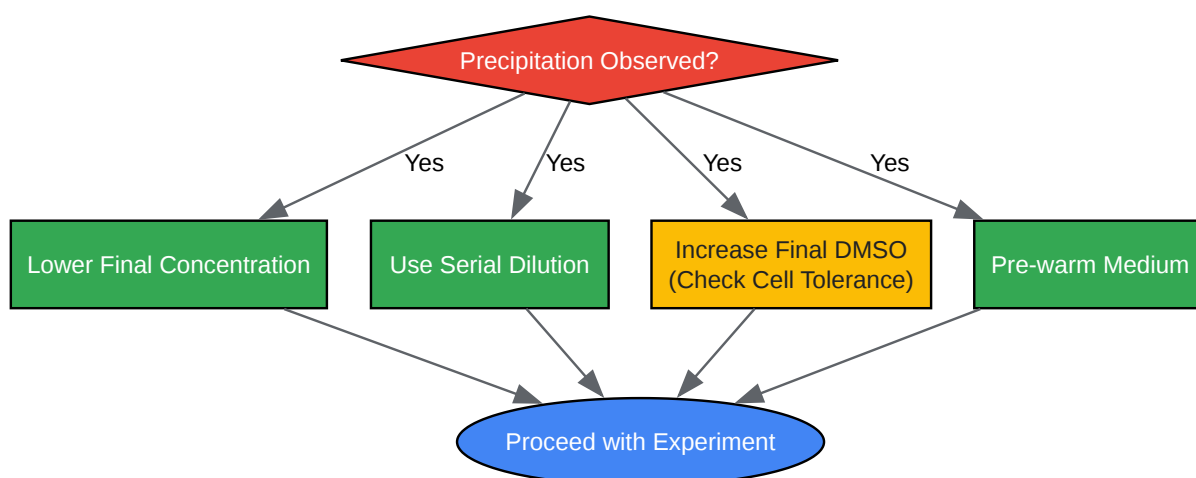 Precipitation Observed?
Yes
Yes
Yes
Yes
Lower Final Concentration
Use Serial Dilution
Increase Final DMSO
(Check Cell Tolerance)
Pre-warm Medium
Proceed with Experiment